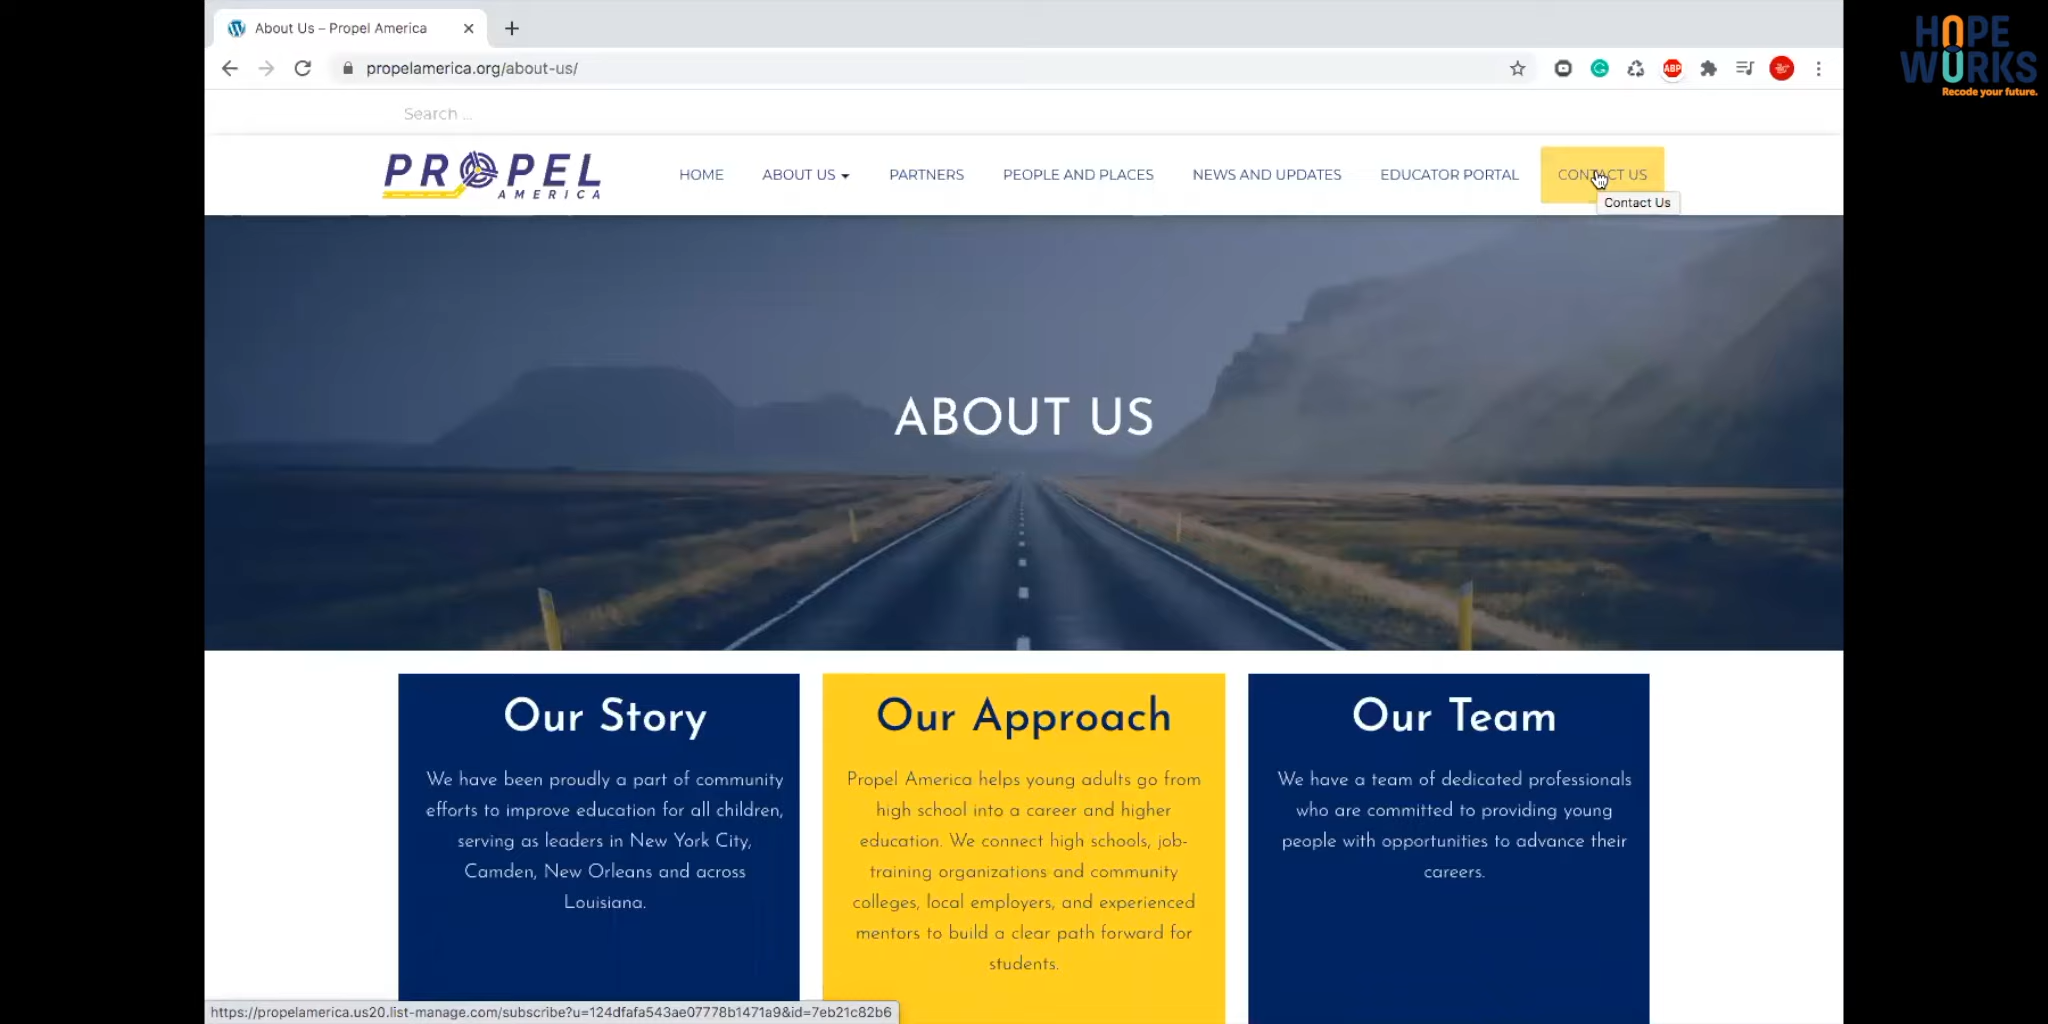 About Us – Propel America
HOPE
WORKS
Recode your future.
propelamerica.org/about-us/
ABP
Search ...
PROPEL
AMERICA
HOME
ABOUT US
PARTNERS
PEOPLE AND PLACES
NEWS AND UPDATES
EDUCATOR PORTAL
CONTACT US
Contact Us
ABOUT US
Our Story
We have been proudly a part of community
efforts to improve education for all children,
serving as leaders in New York City,
Camden, New Orleans and across
Louisiana.
Our Approach
Propel America helps young adults go from
high school into a career and higher
education. We connect high schools, job-
training organizations and community
colleges, local employers, and experienced
mentors to build a clear path forward for
students.
Our Team
We have a team of dedicated professionals
who are committed to providing young
people with opportunities to advance their
careers.
https://propelamerica.us20.list-manage.com/subscribe?u=124dfafa543ae07778b1471a9&id=7eb21c82b6